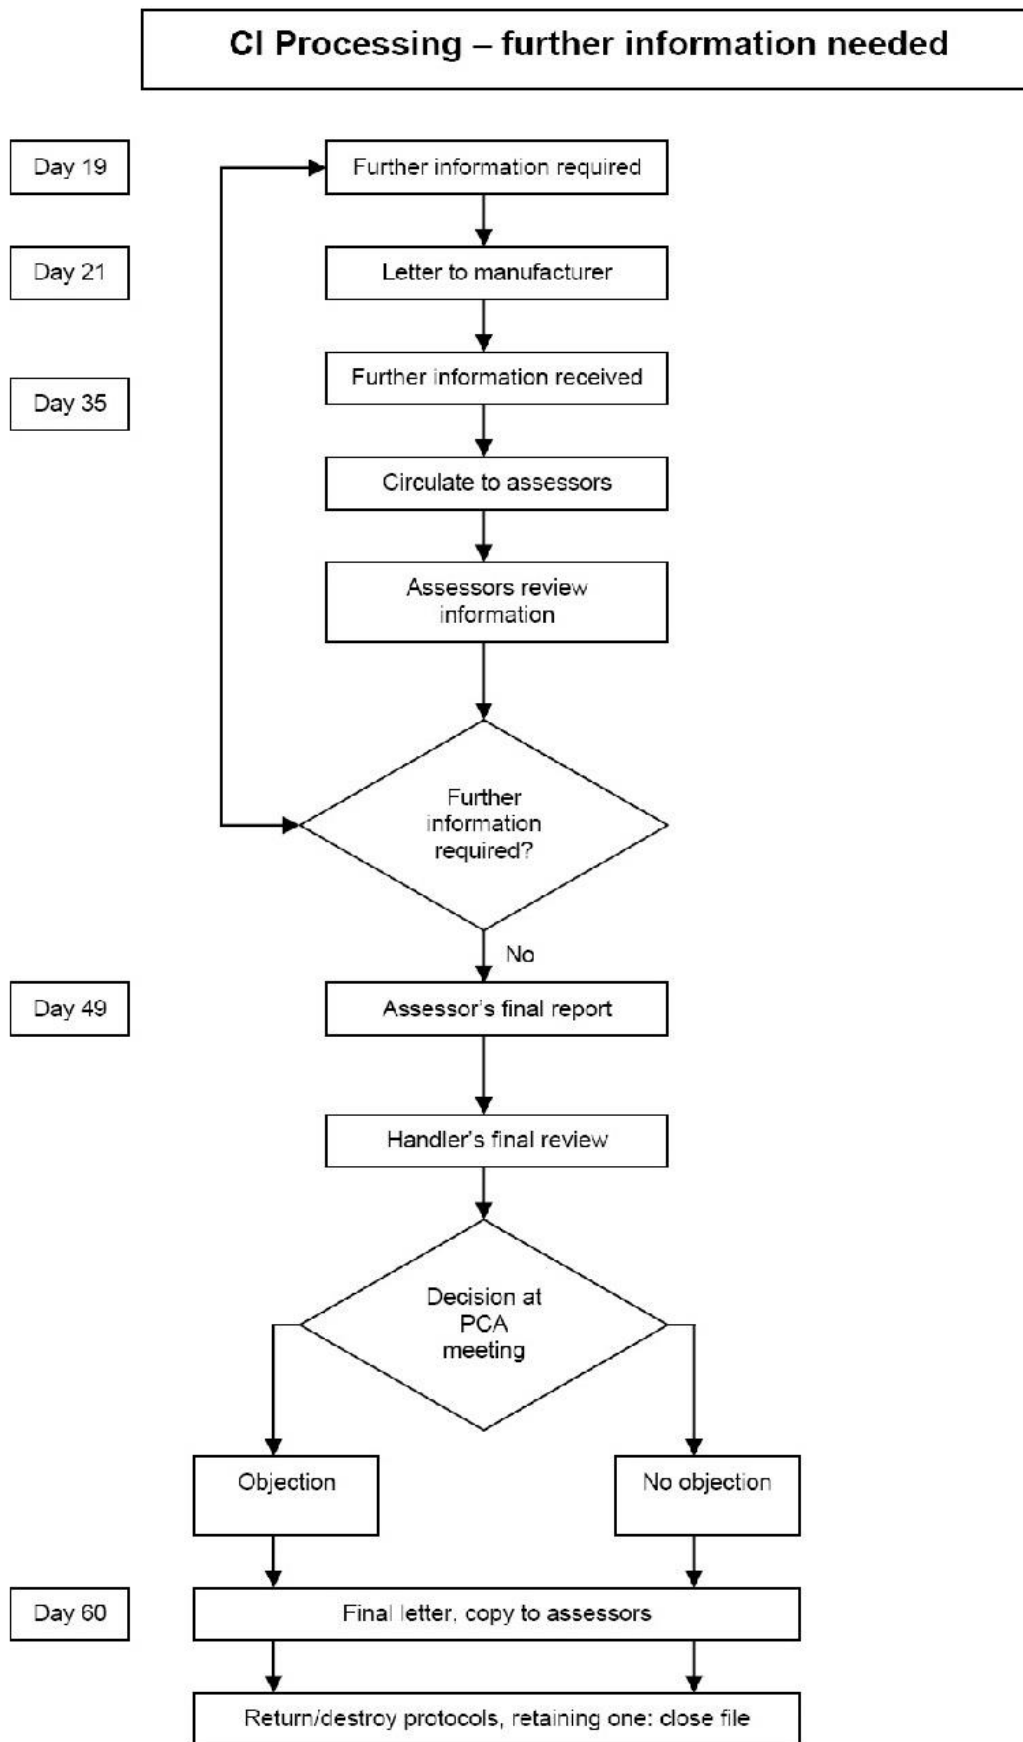 CI Processing – further information needed
Day 19
Further information required
Day 21
Letter to manufacturer
Further information received
Day 35
Circulate to assessors
Assessors review
information
Further
information
required?
No
Day 49
Assessor’s final report
Handler’s final review
Decision at
PCA
meeting
Objection
No objection
Day 60
Final letter, copy to assessors
Return/destroy protocols, retaining one: close file